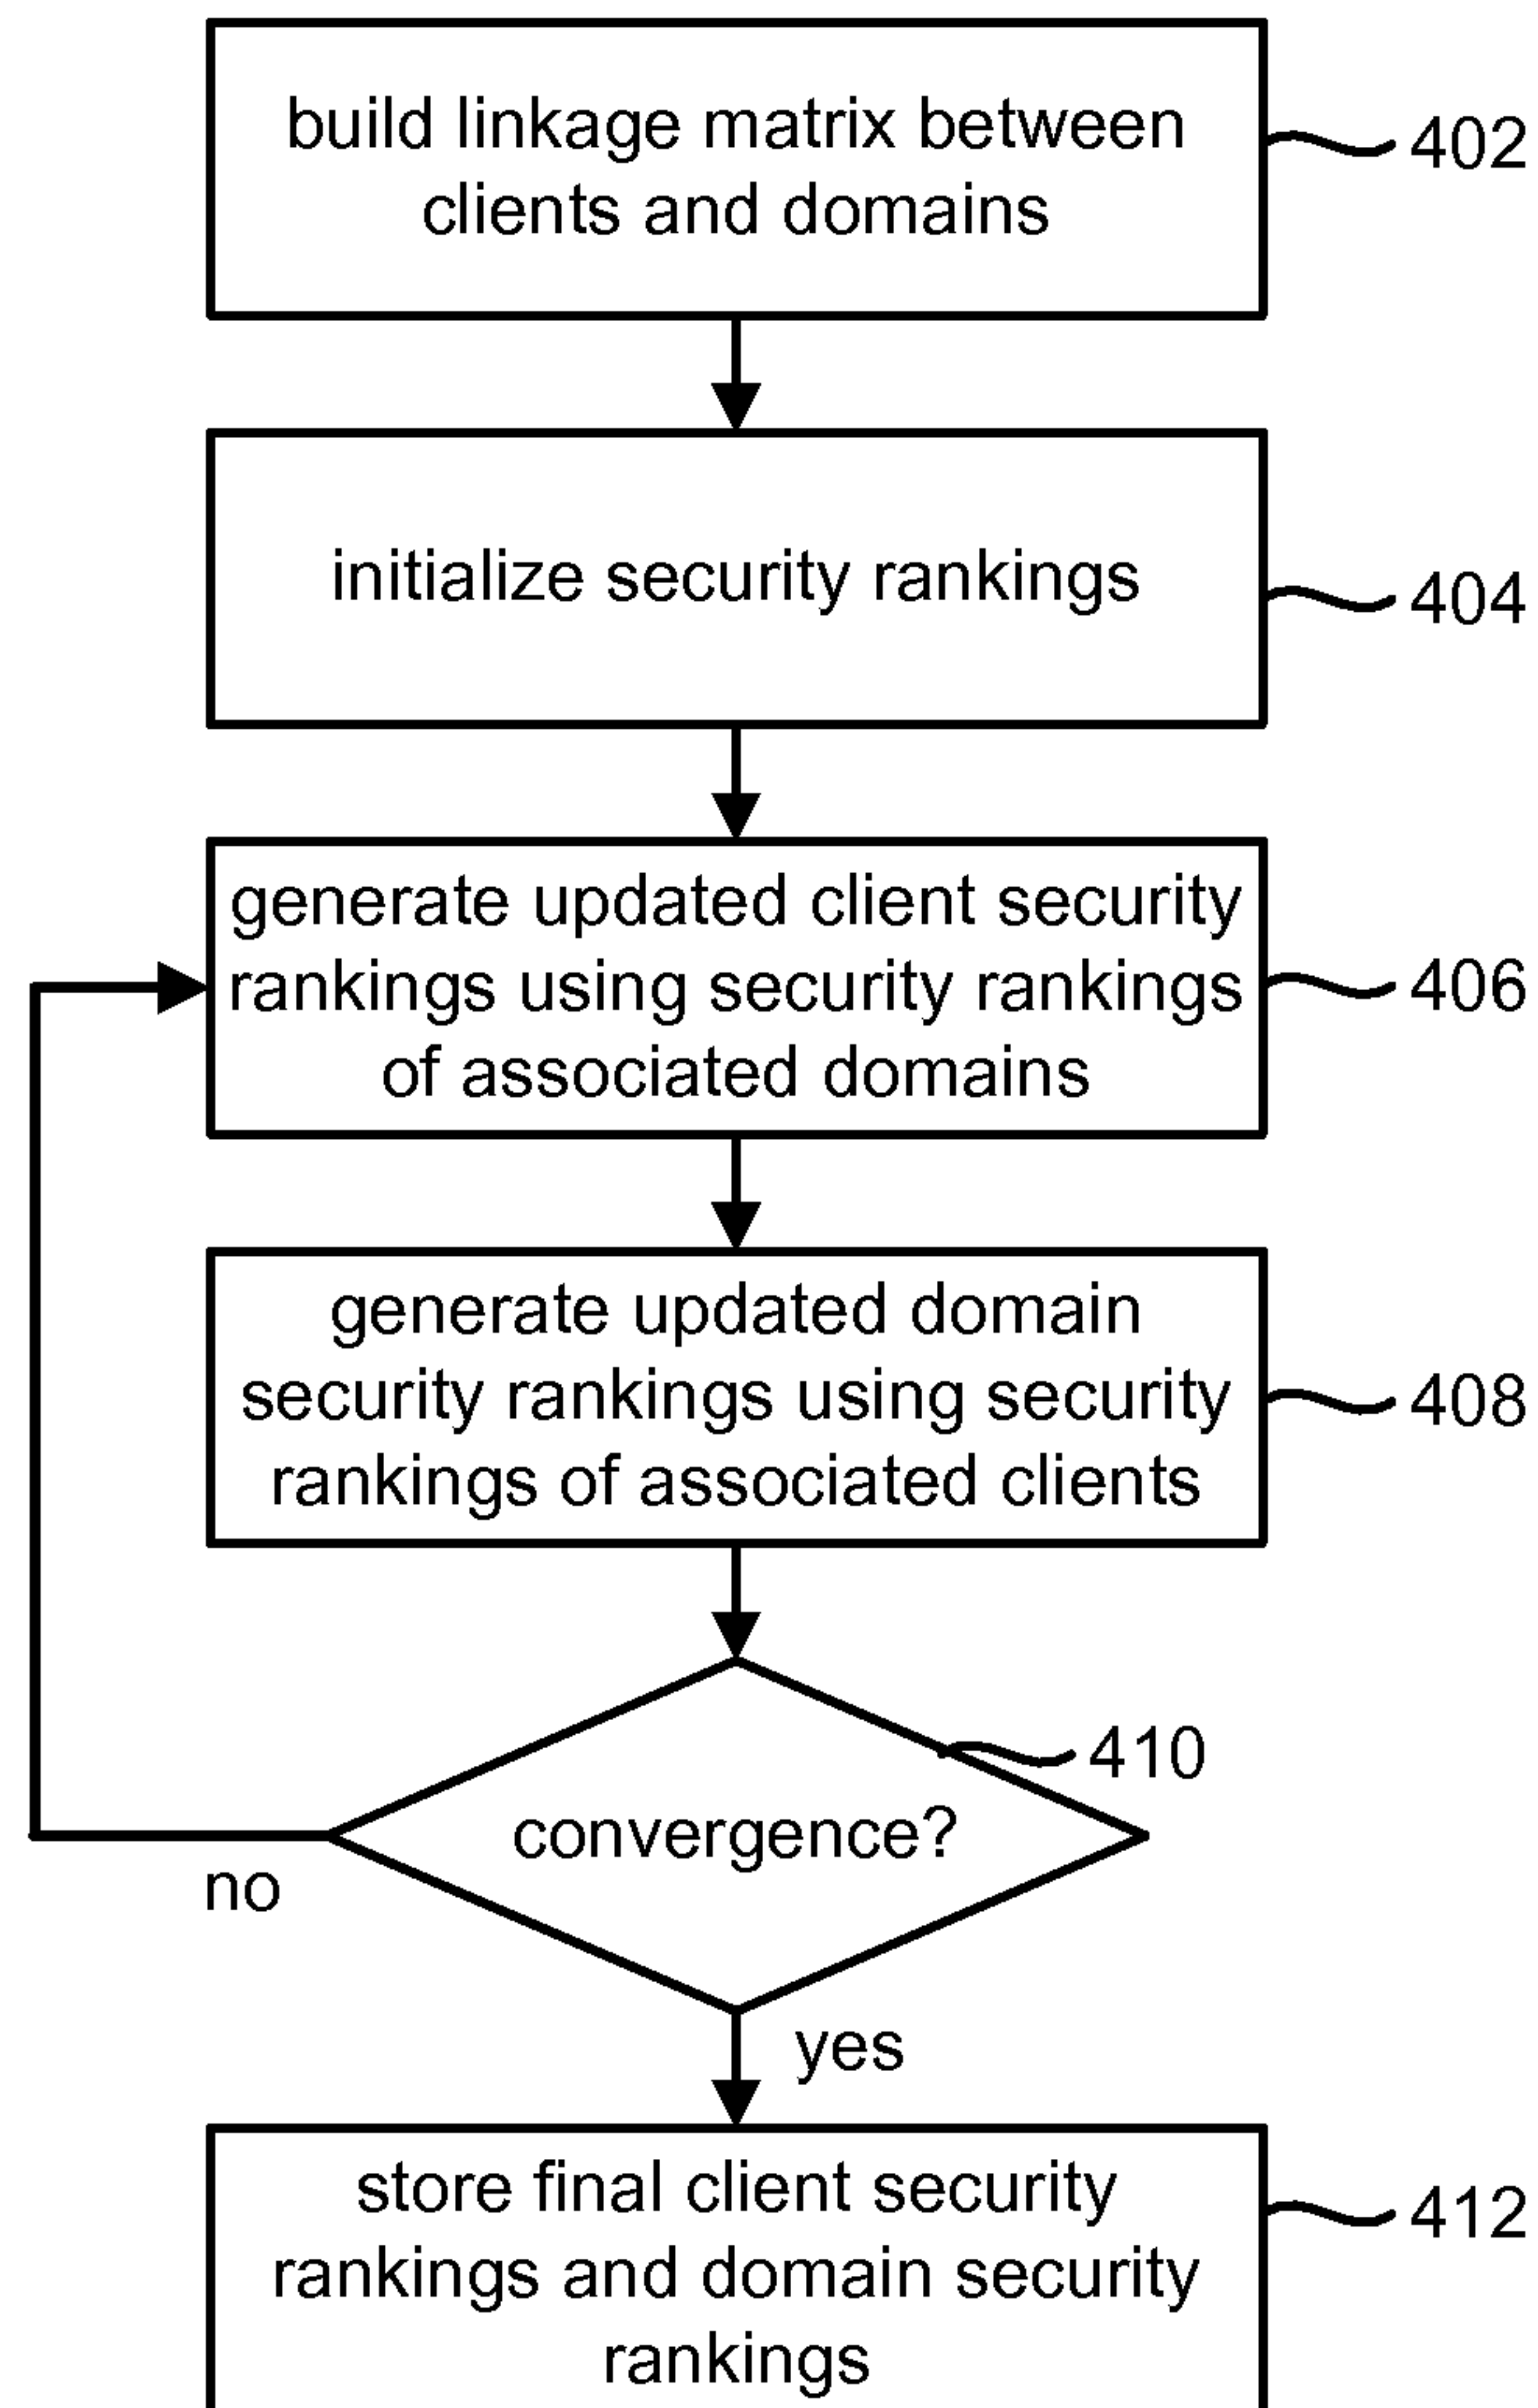 build linkage matrix between
clients and domains
402
initialize security rankings
404
generate updated client security
rankings using security rankings
of associated domains
406
generate updated domain
security rankings using security
rankings of associated clients
408
410
convergence?
no
yes
store final client security
rankings and domain security
rankings
412